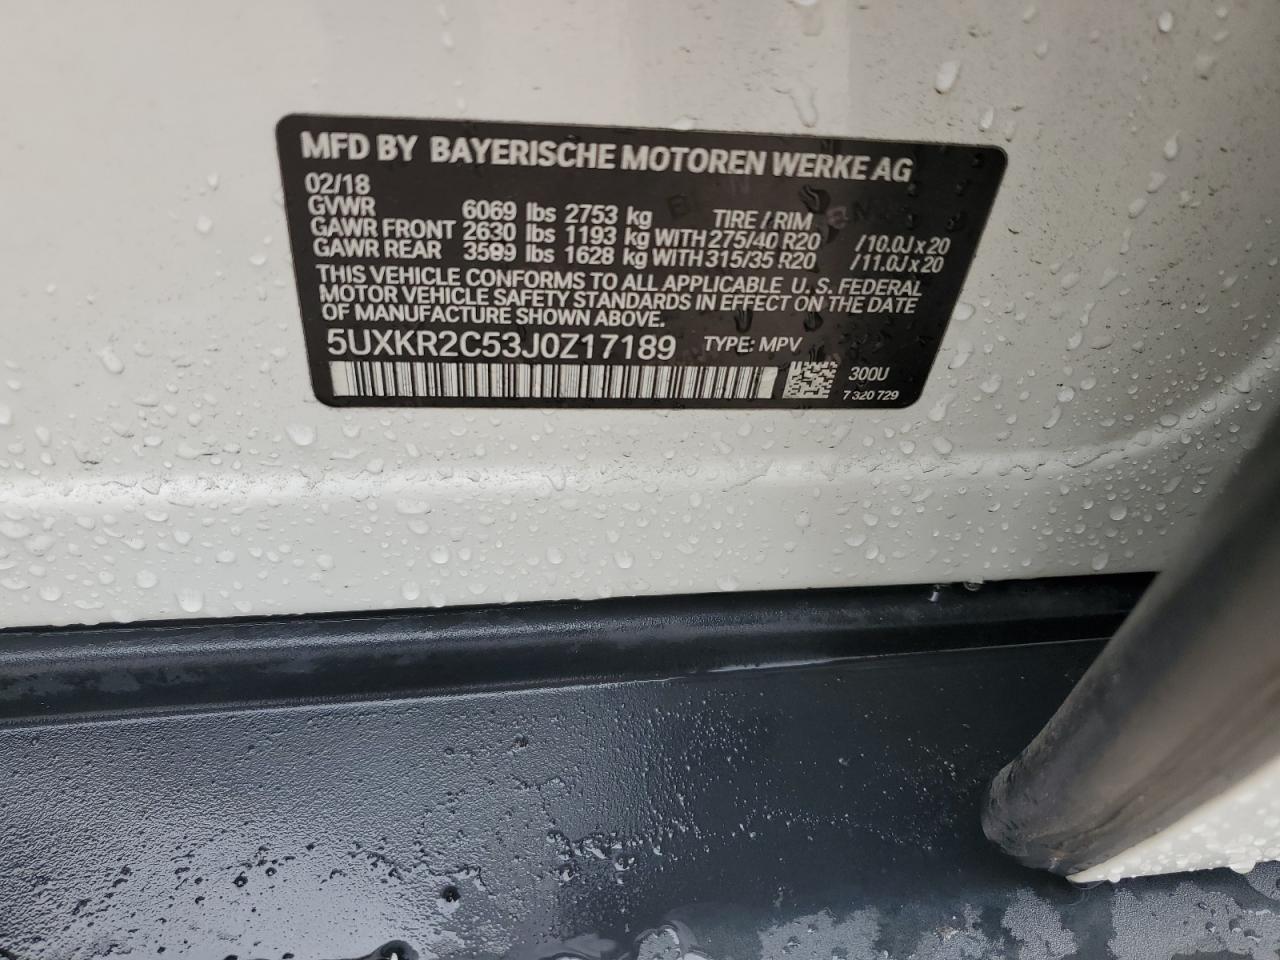 MFD BY BAYERISCHE MOTOREN WERKE AG
02/18
GVWR 6069 lbs 2753 kg TIRE / RIM
GAWR FRONT 2630 lbs 1193 kg WITH 275/40 R20 /10.0J x 20
GAWR REAR 3589 lbs 1628 kg WITH 315/35 R20 /11.0J x 20
THIS VEHICLE CONFORMS TO ALL APPLICABLE U. S. FEDERAL
MOTOR VEHICLE SAFETY STANDARDS IN EFFECT ON THE DATE
OF MANUFACTURE SHOWN ABOVE.
5UXKR2C53J0Z17189 TYPE: MPV
300U
7 320 729